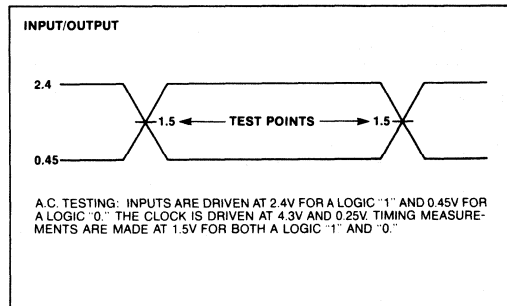 INPUT/OUTPUT
2.4
1.5 TEST POINTS 1.5
0.45
A.C. TESTING: INPUTS ARE DRIVEN AT 2.4V FOR A LOGIC "1" AND 0.45V FOR
A LOGIC "0." THE CLOCK IS DRIVEN AT 4.3V AND 0.25V. TIMING MEASURE-
MENTS ARE MADE AT 1.5V FOR BOTH A LOGIC "1" AND "0."